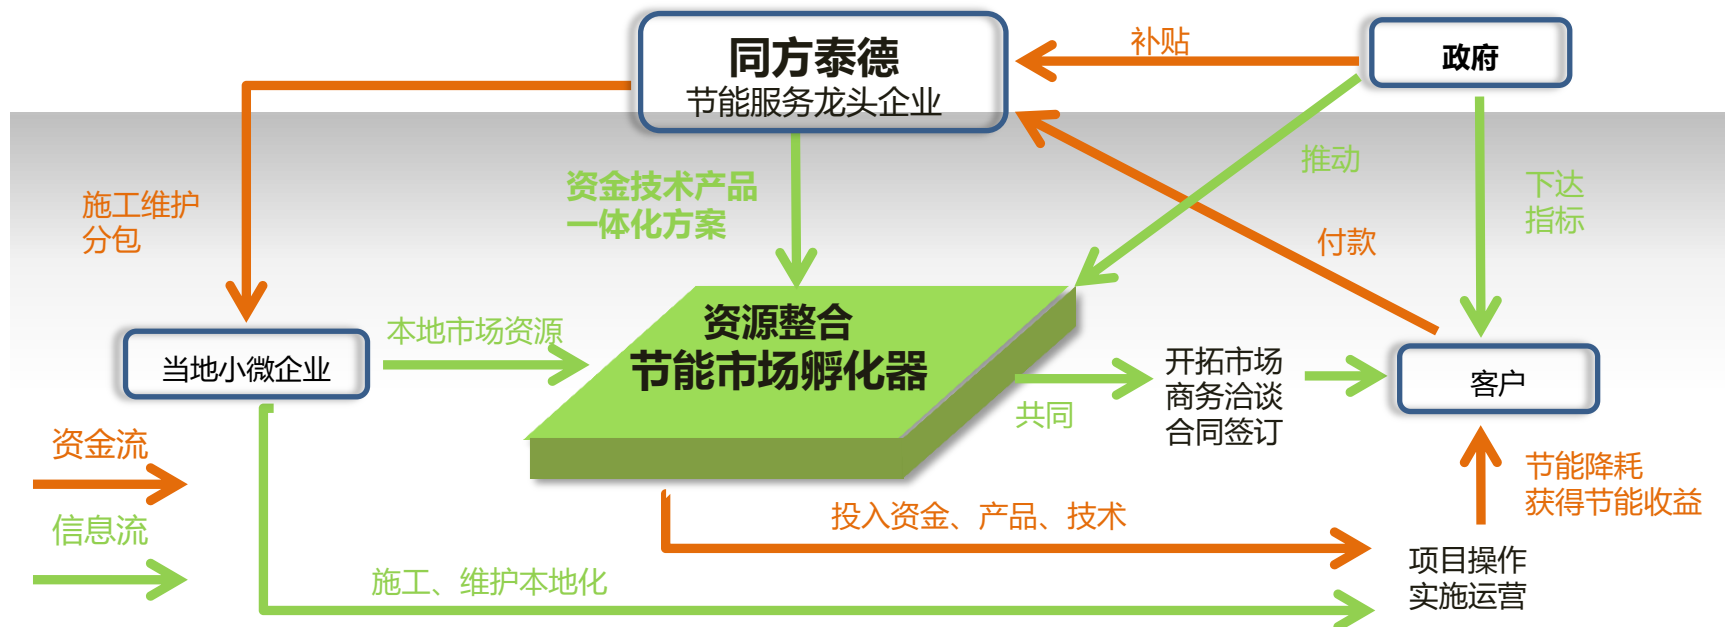 同方泰德
节能服务龙头企业
补贴
政府
推动
下达
指标
资金技术产品
一体化方案
施工维护
分包
付款
资源整合
节能市场孵化器
本地市场资源
当地小微企业
共同
开拓市场
商务洽谈
合同签订
客户
资金流
信息流
节能降耗
获得节能收益
投入资金、产品、技术
项目操作
实施运营
施工、维护本地化